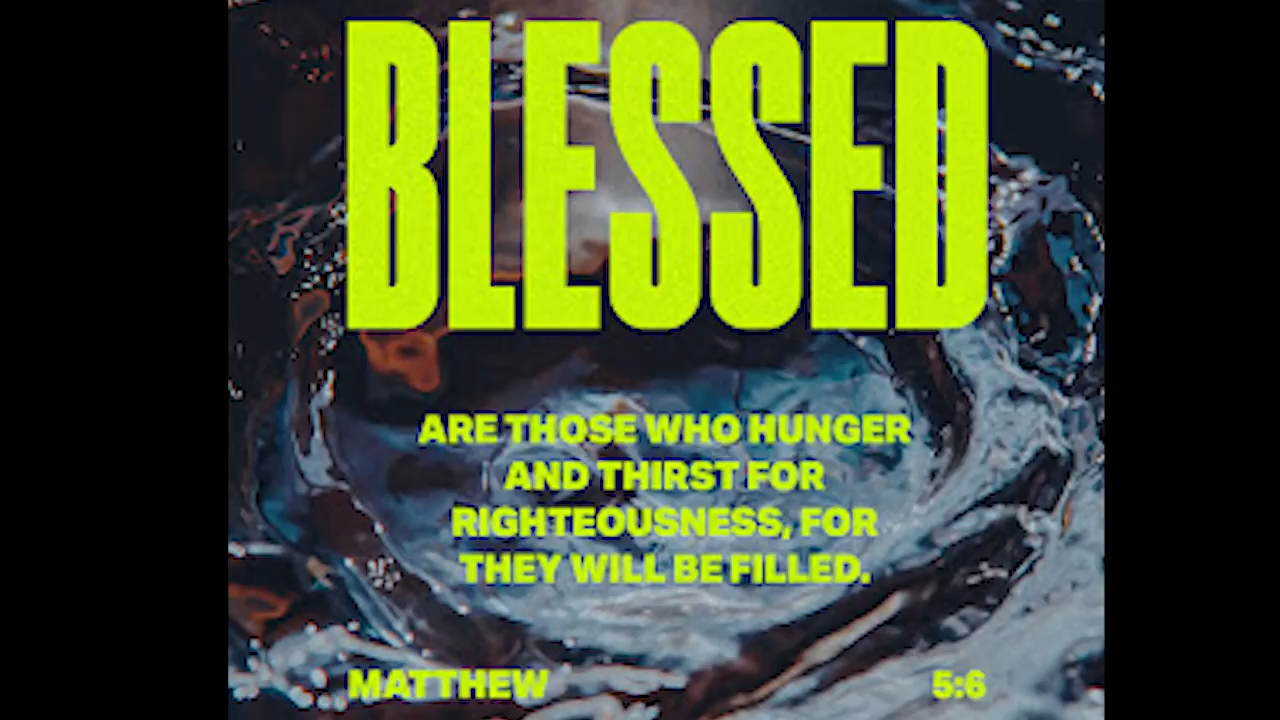 BLESSED
ARE THOSE WHO HUNGER
AND THIRST FOR
RIGHTEOUSNESS, FOR
THEY WILL BE FILLED.
MATTHEW 5:6